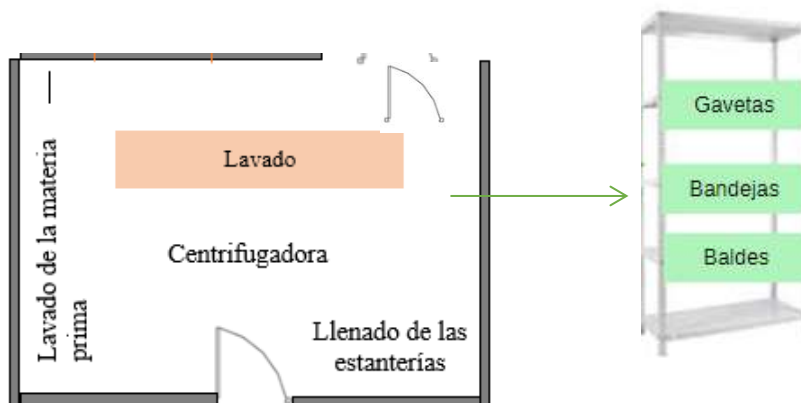 Lavado
Lavado de la materia
prima
Centrifugadora
Llenado de las
estanterías
Gavetas
Bandejas
Baldes